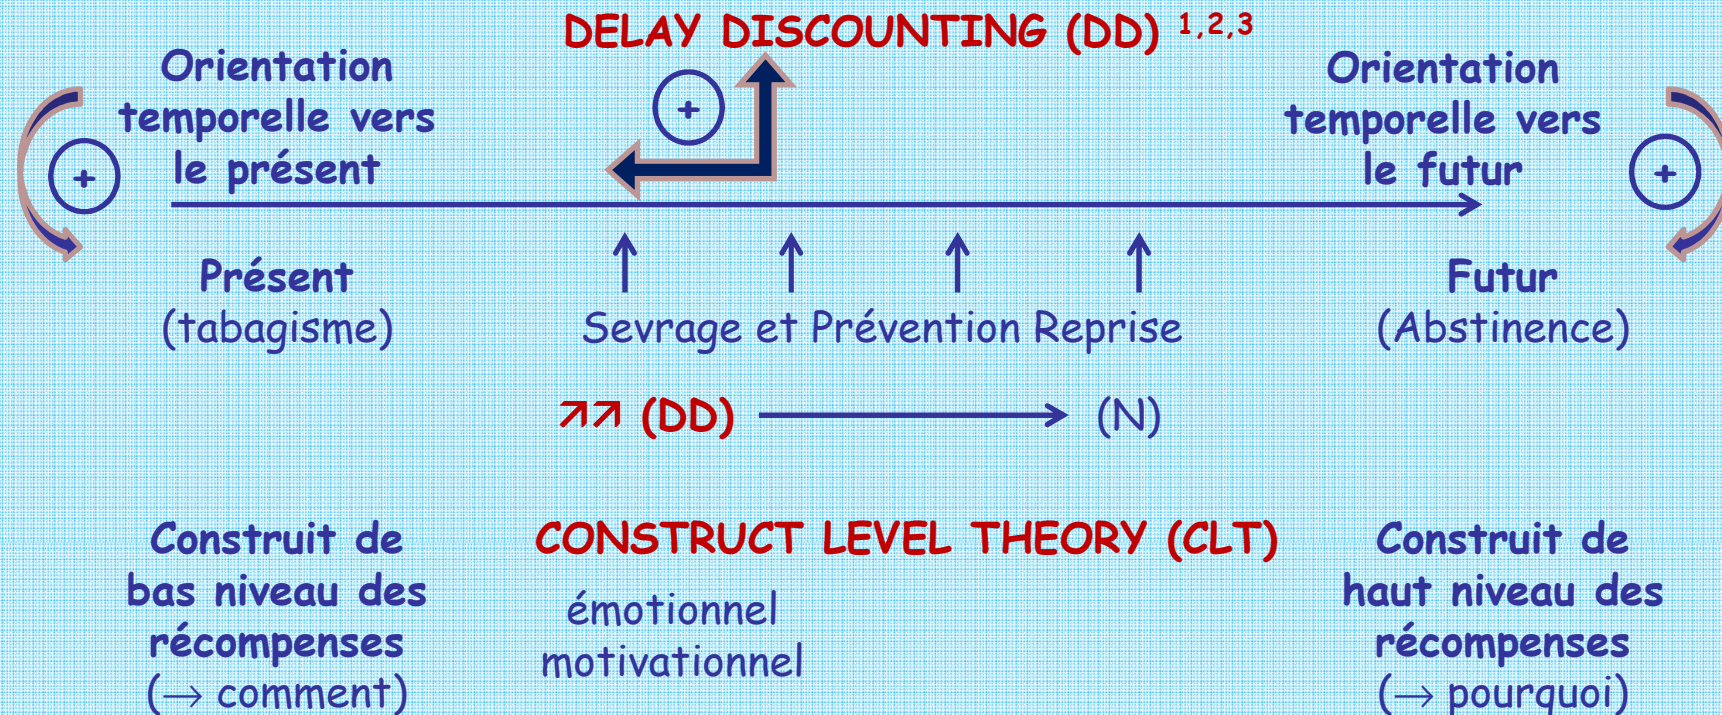 DELAY DISCOUNTING (DD) 1,2,3
Orientation
temporelle vers
le présent
+
+
Orientation
temporelle vers
le futur
+
Présent
(tabagisme)
Sevrage et Prévention Reprise
Futur
(Abstinence)
↗↗ (DD) → (N)
Construit de
bas niveau des
récompenses
(→ comment)
CONSTRUCT LEVEL THEORY (CLT)
émotionnel
motivationnel
Construit de
haut niveau des
récompenses
(→ pourquoi)